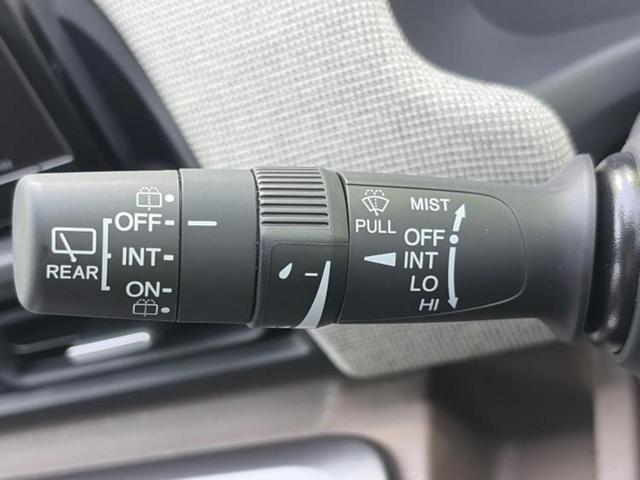 REAR
OFF
INT
ON
PULL
MIST
OFF
INT
LO
HI